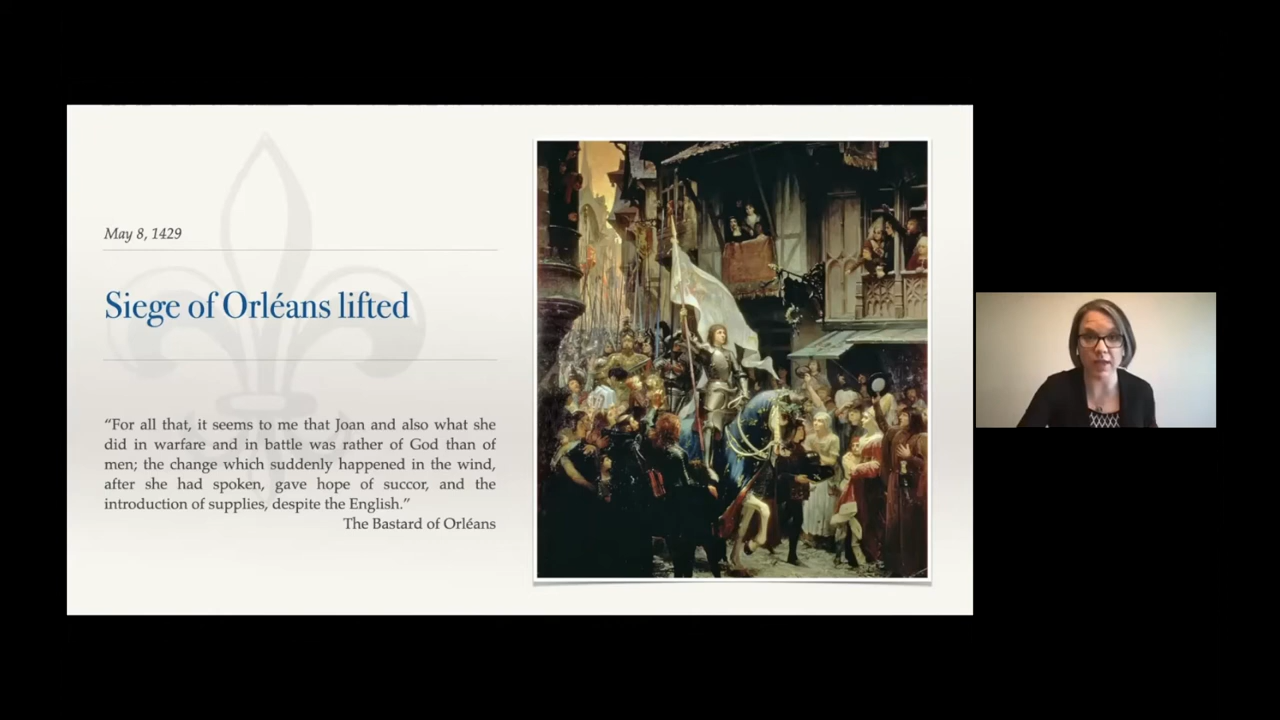 May 8, 1429
Siege of Orléans lifted
“For all that, it seems to me that Joan and also what she
did in warfare and in battle was rather of God than of
men; the change which suddenly happened in the wind,
after she had spoken, gave hope of succor, and the
introduction of supplies, despite the English.”
The Bastard of Orléans